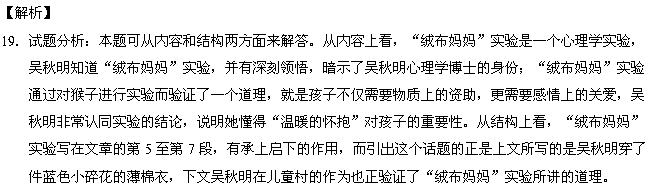 【解析】
19. 试题分析：本题可从内容和结构两方面来解答。从内容上看，“绒布妈妈”实验是一个心理学实验，
吴秋明知道“绒布妈妈”实验，并有深刻领悟，暗示了吴秋明心理学博士的身份；“绒布妈妈”实验
通过对猴子进行实验而验证了一个道理，就是孩子不仅需要物质上的资助，更需要感情上的关爱，吴
秋明非常认同实验的结论，说明她懂得“温暖的怀抱”对孩子的重要性。从结构上看，“绒布妈妈”
实验写在文章的第 5 至第 7 段，有承上启下的作用，而引出这个话题的正是上文所写的是吴秋明穿了
件蓝色小碎花的薄棉衣，下文吴秋明在儿童村的作为也正验证了“绒布妈妈”实验所讲的道理。